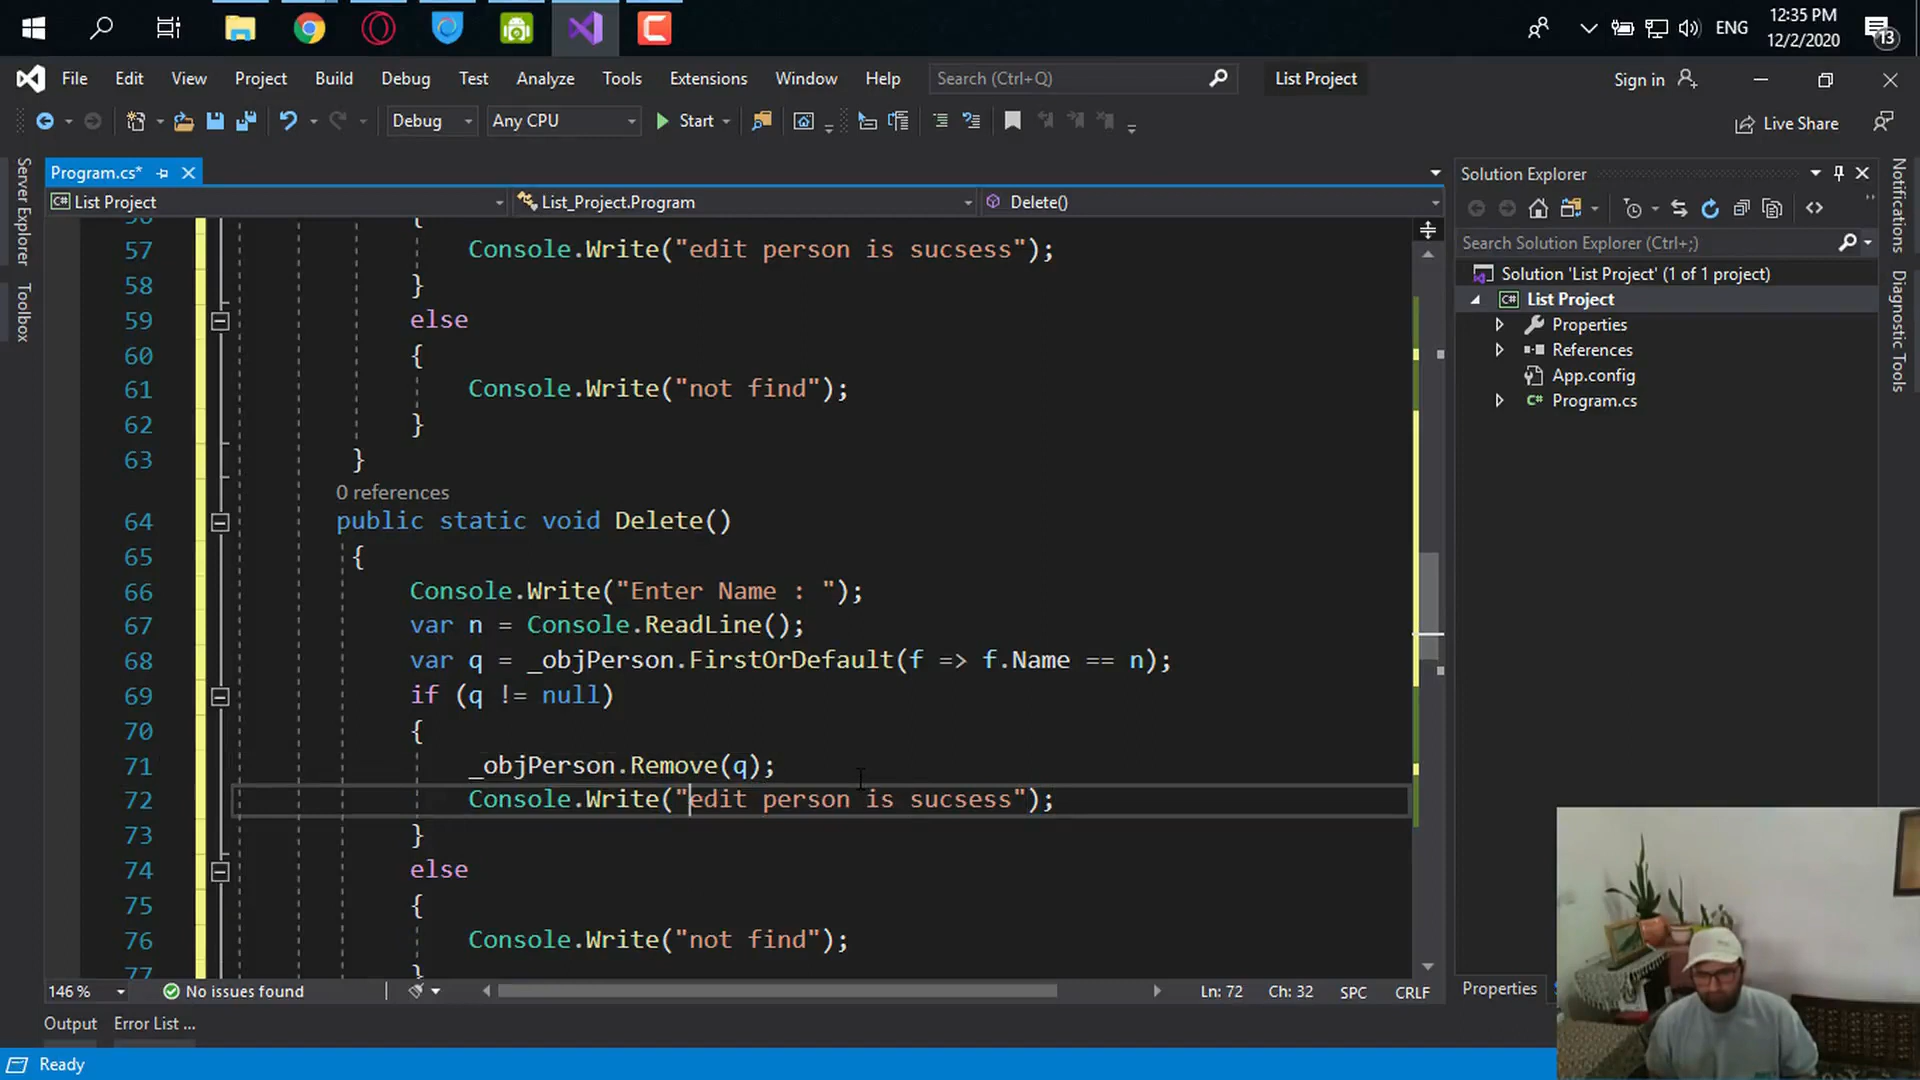 ENG
12:35 PM
12/2/2020
13
File Edit View Project Build Debug Test Analyze Tools Extensions Window Help
Search (Ctrl+Q)
List Project
Sign in
Debug
Any CPU
Start
Live Share
Server Explorer
Toolbox
Program.cs*
List Project
List_Project.Program
Delete()
56 {
57 Console.Write("edit person is sucsess");
58 }
59 else
60 {
61 Console.Write("not find");
62 }
63 }
0 references
64 public static void Delete()
65 {
66 Console.Write("Enter Name : ");
67 var n = Console.ReadLine();
68 var q = _objPerson.FirstOrDefault(f => f.Name == n);
69 if (q != null)
70 {
71 _objPerson.Remove(q);
72 Console.Write("edit person is sucsess");
73 }
74 else
75 {
76 Console.Write("not find");
77 }
146 %
No issues found
Ln: 72 Ch: 32 SPC CRLF
Output Error List ...
Ready
Solution Explorer
Search Solution Explorer (Ctrl+;)
Solution 'List Project' (1 of 1 project)
List Project
Properties
References
App.config
Program.cs
Properties
Notifications
Diagnostic Tools